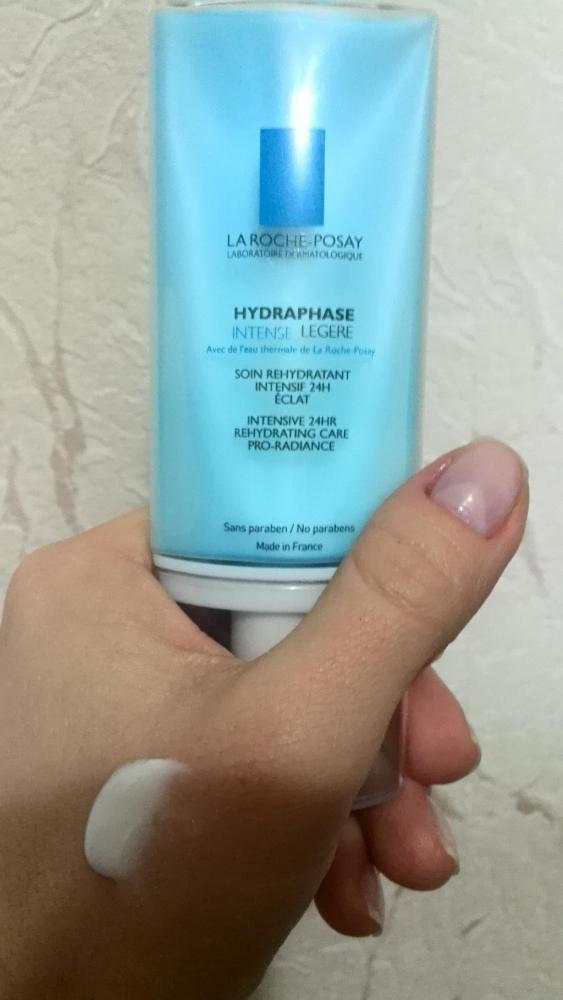 LA ROCHE-POSAY
LABORATOIRE DERMATOLOGIQUE
HYDRAPHASE
INTENSE LEGERE
Avec de l'eau thermale de La Roche-Posay
SOIN REHYDRATANT
INTENSIF 24H
ÉCLAT
INTENSIVE 24HR
REHYDRATING CARE
PRO-RADIANCE
Sans paraben / No parabens
Made in France